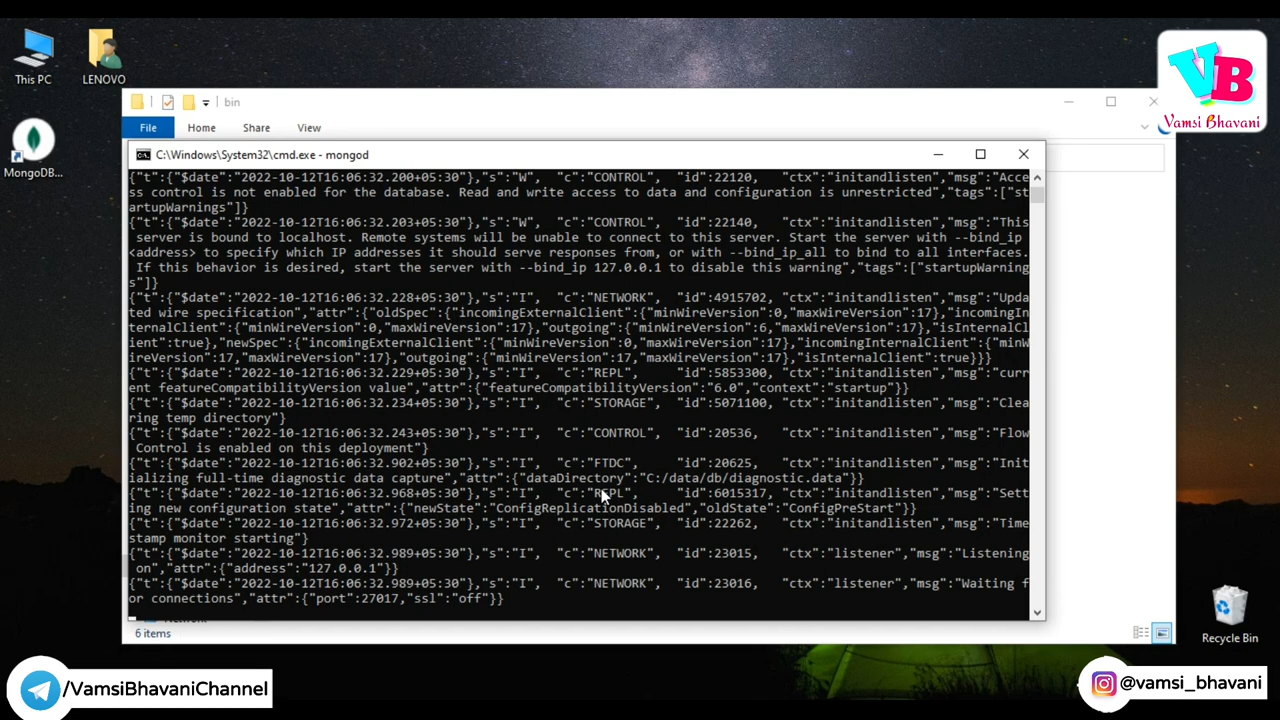 This PC
LENOVO
MongoDB...
bin
File Home Share View
VB
Vamsi Bhavani
C:\Windows\System32\cmd.exe - mongod
{"t":{"$date":"2022-10-12T16:06:32.200+05:30"},"s":"W", "c":"CONTROL", "id":22120, "ctx":"initandlisten","msg":"Acce
ss control is not enabled for the database. Read and write access to data and configuration is unrestricted","tags":["st
artupWarnings"]}
{"t":{"$date":"2022-10-12T16:06:32.203+05:30"},"s":"W", "c":"CONTROL", "id":22140, "ctx":"initandlisten","msg":"This
server is bound to localhost. Remote systems will be unable to connect to this server. Start the server with --bind_ip
<address> to specify which IP addresses it should serve responses from, or with --bind_ip_all to bind to all interfaces.
If this behavior is desired, start the server with --bind_ip 127.0.0.1 to disable this warning","tags":["startupWarning
s"]}
{"t":{"$date":"2022-10-12T16:06:32.228+05:30"},"s":"I", "c":"NETWORK", "id":4915702, "ctx":"initandlisten","msg":"Upda
ted wire specification","attr":{"oldSpec":{"incomingExternalClient":{"minWireVersion":0,"maxWireVersion":17},"incomingIn
ternalClient":{"minWireVersion":0,"maxWireVersion":17},"outgoing":{"minWireVersion":6,"maxWireVersion":17},"isInternalCl
ient":true},"newSpec":{"incomingExternalClient":{"minWireVersion":0,"maxWireVersion":17},"incomingInternalClient":{"minW
ireVersion":17,"maxWireVersion":17},"outgoing":{"minWireVersion":17,"maxWireVersion":17},"isInternalClient":true}}}
{"t":{"$date":"2022-10-12T16:06:32.229+05:30"},"s":"I", "c":"REPL", "id":5853300, "ctx":"initandlisten","msg":"curr
ent featureCompatibilityVersion value","attr":{"featureCompatibilityVersion":"6.0","context":"startup"}}
{"t":{"$date":"2022-10-12T16:06:32.234+05:30"},"s":"I", "c":"STORAGE", "id":5071100, "ctx":"initandlisten","msg":"Clea
ring temp directory"}
{"t":{"$date":"2022-10-12T16:06:32.243+05:30"},"s":"I", "c":"CONTROL", "id":20536, "ctx":"initandlisten","msg":"Flow
Control is enabled on this deployment"}
{"t":{"$date":"2022-10-12T16:06:32.902+05:30"},"s":"I", "c":"FTDC", "id":20625, "ctx":"initandlisten","msg":"Init
ializing full-time diagnostic data capture","attr":{"dataDirectory":"C:/data/db/diagnostic.data"}}
{"t":{"$date":"2022-10-12T16:06:32.968+05:30"},"s":"I", "c":"REPL", "id":6015317, "ctx":"initandlisten","msg":"Sett
ing new configuration state","attr":{"newState":"ConfigReplicationDisabled","oldState":"ConfigPreStart"}}
{"t":{"$date":"2022-10-12T16:06:32.972+05:30"},"s":"I", "c":"STORAGE", "id":22262, "ctx":"initandlisten","msg":"Time
stamp monitor starting"}
{"t":{"$date":"2022-10-12T16:06:32.989+05:30"},"s":"I", "c":"NETWORK", "id":23015, "ctx":"listener","msg":"Listening
on","attr":{"address":"127.0.0.1"}}
{"t":{"$date":"2022-10-12T16:06:32.989+05:30"},"s":"I", "c":"NETWORK", "id":23016, "ctx":"listener","msg":"Waiting f
or connections","attr":{"port":27017,"ssl":"off"}}
6 items
Recycle Bin
/VamsiBhavaniChannel
@vamsi_bhavani